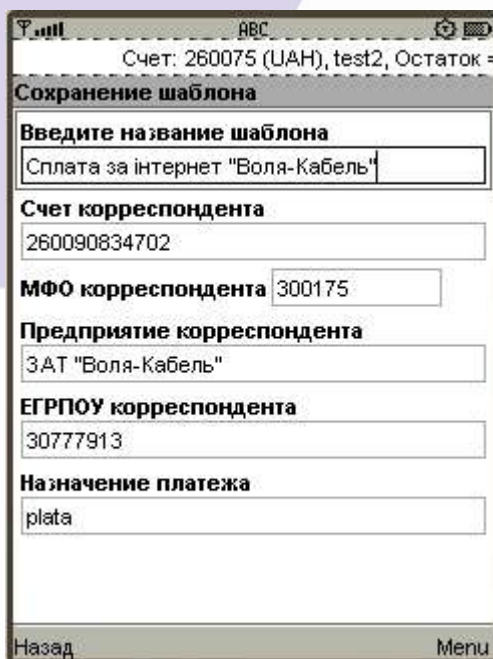 ABC
Счет: 260075 (UAH), test2, Остаток =
Сохранение шаблона
Введите название шаблона
Сплата за інтернет "Воля-Кабель"
Счет корреспондента
260090834702
МФО корреспондента 300175
Предприятие корреспондента
ЗАТ "Воля-Кабель"
ЕГРПОУ корреспондента
30777913
Назначение платежа
plata
Назад Menu